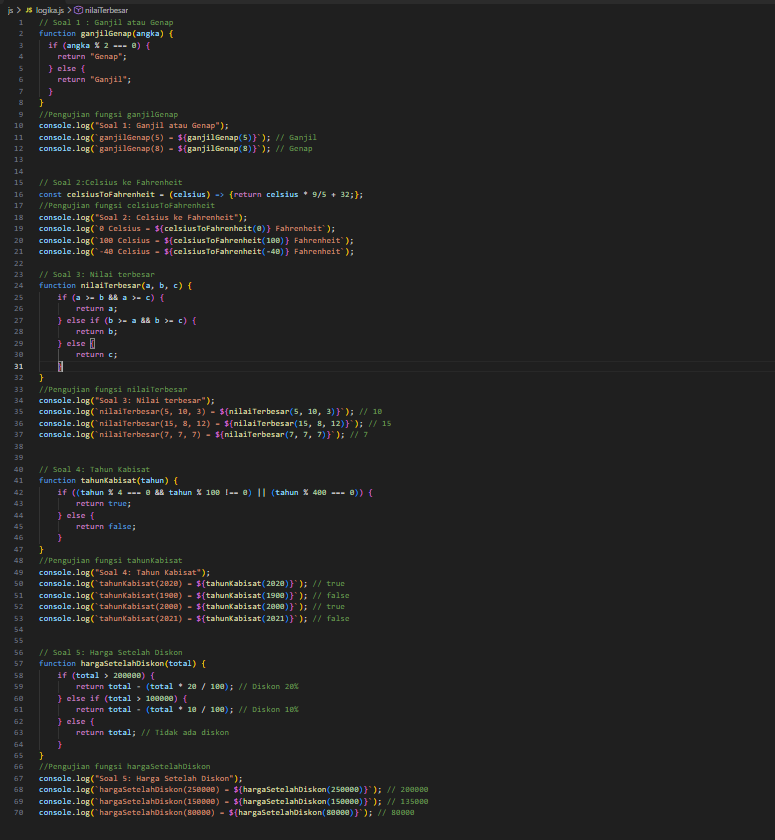 js > JS logika.js > nilaiTerbesar
1 // Soal 1 : Ganjil atau Genap
2 function ganjilGenap(angka) {
3   if (angka % 2 === 0) {
4     return "Genap";
5   } else {
6     return "Ganjil";
7   }
8 }
9 //Pengujian fungsi ganjilGenap
10 console.log("Soal 1: Ganjil atau Genap");
11 console.log(`ganjilGenap(5) = ${ganjilGenap(5)}`); // Ganjil
12 console.log(`ganjilGenap(8) = ${ganjilGenap(8)}`); // Genap
13
14
15 // Soal 2:Celsius ke Fahrenheit
16 const celsiusToFahrenheit = (celsius) => {return celsius * 9/5 + 32;};
17 //Pengujian fungsi celsiusToFahrenheit
18 console.log("Soal 2: Celsius ke Fahrenheit");
19 console.log(`0 Celsius = ${celsiusToFahrenheit(0)} Fahrenheit`);
20 console.log(`100 Celsius = ${celsiusToFahrenheit(100)} Fahrenheit`);
21 console.log(`-40 Celsius = ${celsiusToFahrenheit(-40)} Fahrenheit`);
22
23 // Soal 3: Nilai terbesar
24 function nilaiTerbesar(a, b, c) {
25     if (a >= b && a >= c) {
26         return a;
27     } else if (b >= a && b >= c) {
28         return b;
29     } else {
30         return c;
31     }
32 }
33 //Pengujian fungsi nilaiTerbesar
34 console.log("Soal 3: Nilai terbesar");
35 console.log(`nilaiTerbesar(5, 10, 3) = ${nilaiTerbesar(5, 10, 3)}`); // 10
36 console.log(`nilaiTerbesar(15, 8, 12) = ${nilaiTerbesar(15, 8, 12)}`); // 15
37 console.log(`nilaiTerbesar(7, 7, 7) = ${nilaiTerbesar(7, 7, 7)}`); // 7
38
39
40 // Soal 4: Tahun Kabisat
41 function tahunKabisat(tahun) {
42     if ((tahun % 4 === 0 && tahun % 100 !== 0) || (tahun % 400 === 0)) {
43         return true;
44     } else {
45         return false;
46     }
47 }
48 //Pengujian fungsi tahunKabisat
49 console.log("Soal 4: Tahun Kabisat");
50 console.log(`tahunKabisat(2020) = ${tahunKabisat(2020)}`); // true
51 console.log(`tahunKabisat(1900) = ${tahunKabisat(1900)}`); // false
52 console.log(`tahunKabisat(2000) = ${tahunKabisat(2000)}`); // true
53 console.log(`tahunKabisat(2021) = ${tahunKabisat(2021)}`); // false
54
55
56 // Soal 5: Harga Setelah Diskon
57 function hargaSetelahDiskon(total) {
58     if (total > 200000) {
59         return total - (total * 20 / 100); // Diskon 20%
60     } else if (total > 100000) {
61         return total - (total * 10 / 100); // Diskon 10%
62     } else {
63         return total; // Tidak ada diskon
64     }
65 }
66 //Pengujian fungsi hargaSetelahDiskon
67 console.log("Soal 5: Harga Setelah Diskon");
68 console.log(`hargaSetelahDiskon(250000) = ${hargaSetelahDiskon(250000)}`); // 200000
69 console.log(`hargaSetelahDiskon(150000) = ${hargaSetelahDiskon(150000)}`); // 135000
70 console.log(`hargaSetelahDiskon(80000) = ${hargaSetelahDiskon(80000)}`); // 80000